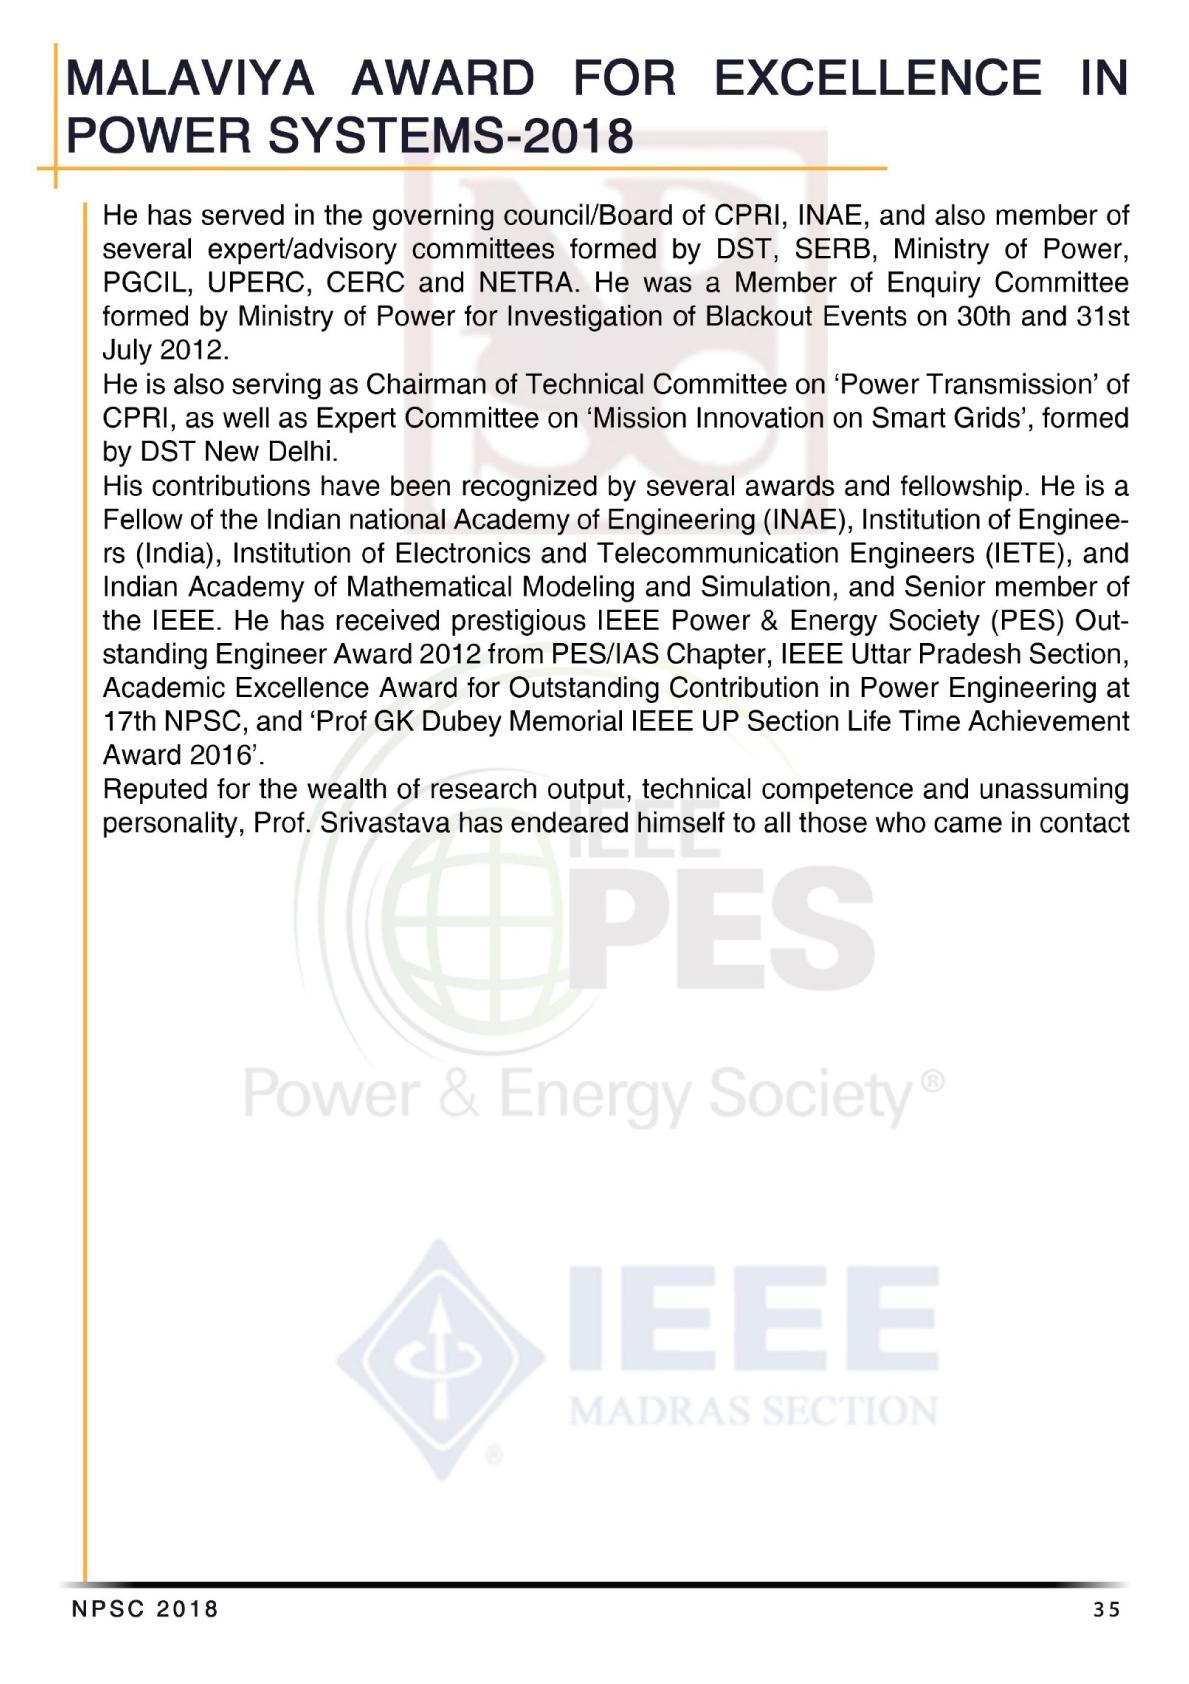 MALAVIYA AWARD FOR EXCELLENCE IN
POWER SYSTEMS-2018
He has served in the governing council/Board of CPRI, INAE, and also member of
several expert/advisory committees formed by DST, SERB, Ministry of Power,
PGCIL, UPERC, CERC and NETRA. He was a Member of Enquiry Committee
formed by Ministry of Power for Investigation of Blackout Events on 30th and 31st
July 2012.
He is also serving as Chairman of Technical Committee on ‘Power Transmission’ of
CPRI, as well as Expert Committee on ‘Mission Innovation on Smart Grids’, formed
by DST New Delhi.
His contributions have been recognized by several awards and fellowship. He is a
Fellow of the Indian national Academy of Engineering (INAE), Institution of Enginee-
rs (India), Institution of Electronics and Telecommunication Engineers (IETE), and
Indian Academy of Mathematical Modeling and Simulation, and Senior member of
the IEEE. He has received prestigious IEEE Power & Energy Society (PES) Out-
standing Engineer Award 2012 from PES/IAS Chapter, IEEE Uttar Pradesh Section,
Academic Excellence Award for Outstanding Contribution in Power Engineering at
17th NPSC, and ‘Prof GK Dubey Memorial IEEE UP Section Life Time Achievement
Award 2016’.
Reputed for the wealth of research output, technical competence and unassuming
personality, Prof. Srivastava has endeared himself to all those who came in contact
NP
SC
IEEE
PES
Power & Energy Society®
IEEE
MADRAS SECTION
®
NPSC 2018
35